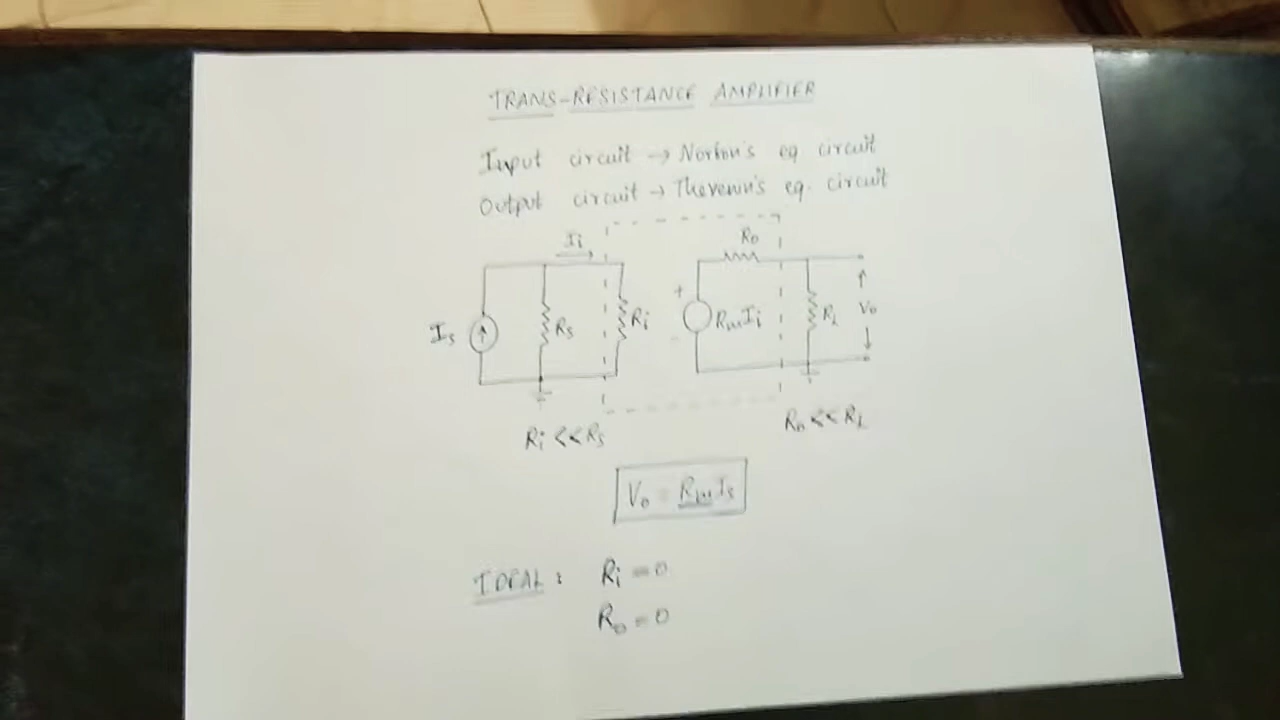 TRANS-RESISTANCE AMPLIFIER
Input circuit → Norton's eq circuit
Output circuit → Thevenin's eq. circuit
Ii
Ro
Is
Rs
Ri
+
RmIi
RL
Vo
Ri <<Rs
Ro <<RL
Vo = RmIs
IDEAL : Ri = 0
Ro = 0